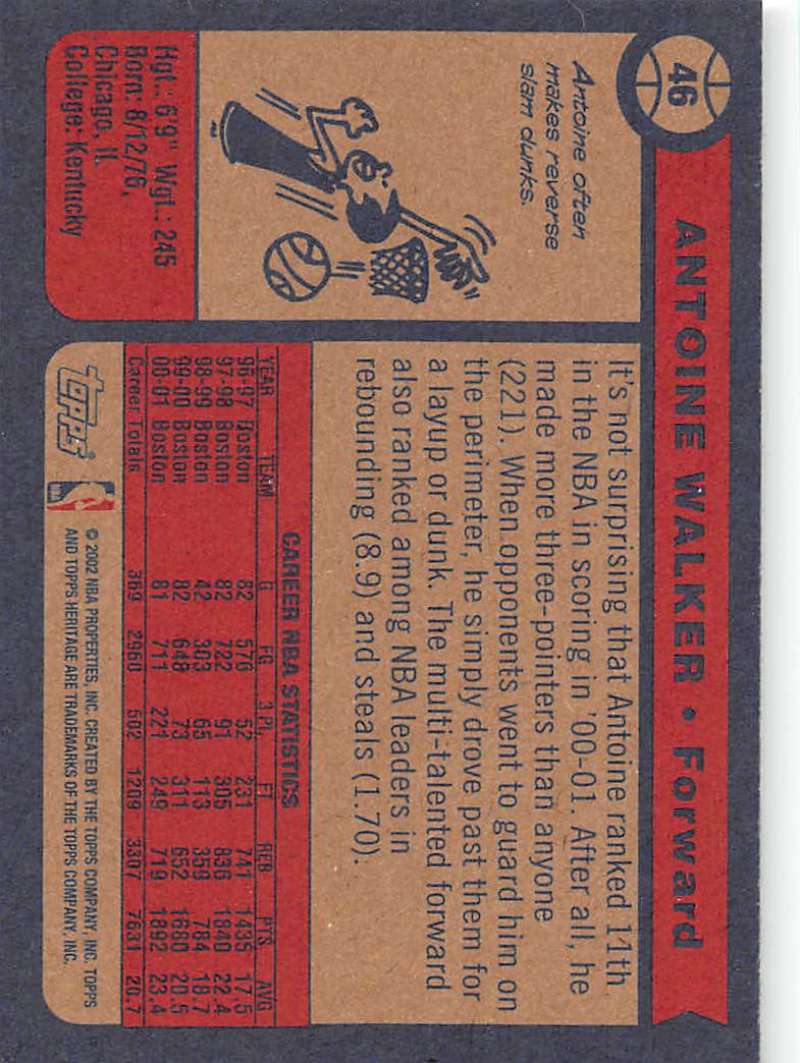 46
ANTOINE WALKER • Forward
Antoine often
makes reverse
slam dunks.
Hgt.: 6'9" Wgt.: 245
Born: 8/12/76,
Chicago, IL
College: Kentucky
It's not surprising that Antoine ranked 11th
in the NBA in scoring in '00-01. After all, he
made more three-pointers than anyone
(221). When opponents went to guard him on
the perimeter, he simply drove past them for
a layup or dunk. The multi-talented forward
also ranked among NBA leaders in
rebounding (8.9) and steals (1.70).
CAREER NBA STATISTICS
YEAR TEAM G FG 3 PT. FT REB PTS AVG
96-97 Boston 82 576 52 231 741 1435 17.5
97-98 Boston 82 722 91 305 836 1840 22.4
98-99 Boston 42 303 65 113 359 784 18.7
99-00 Boston 82 648 73 311 652 1680 20.5
00-01 Boston 81 711 221 249 719 1892 23.4
Career Totals 369 2960 502 1209 3307 7631 20.7
topps
© 2002 NBA PROPERTIES, INC. CREATED BY THE TOPPS COMPANY, INC. TOPPS
AND TOPPS HERITAGE ARE TRADEMARKS OF THE TOPPS COMPANY, INC.